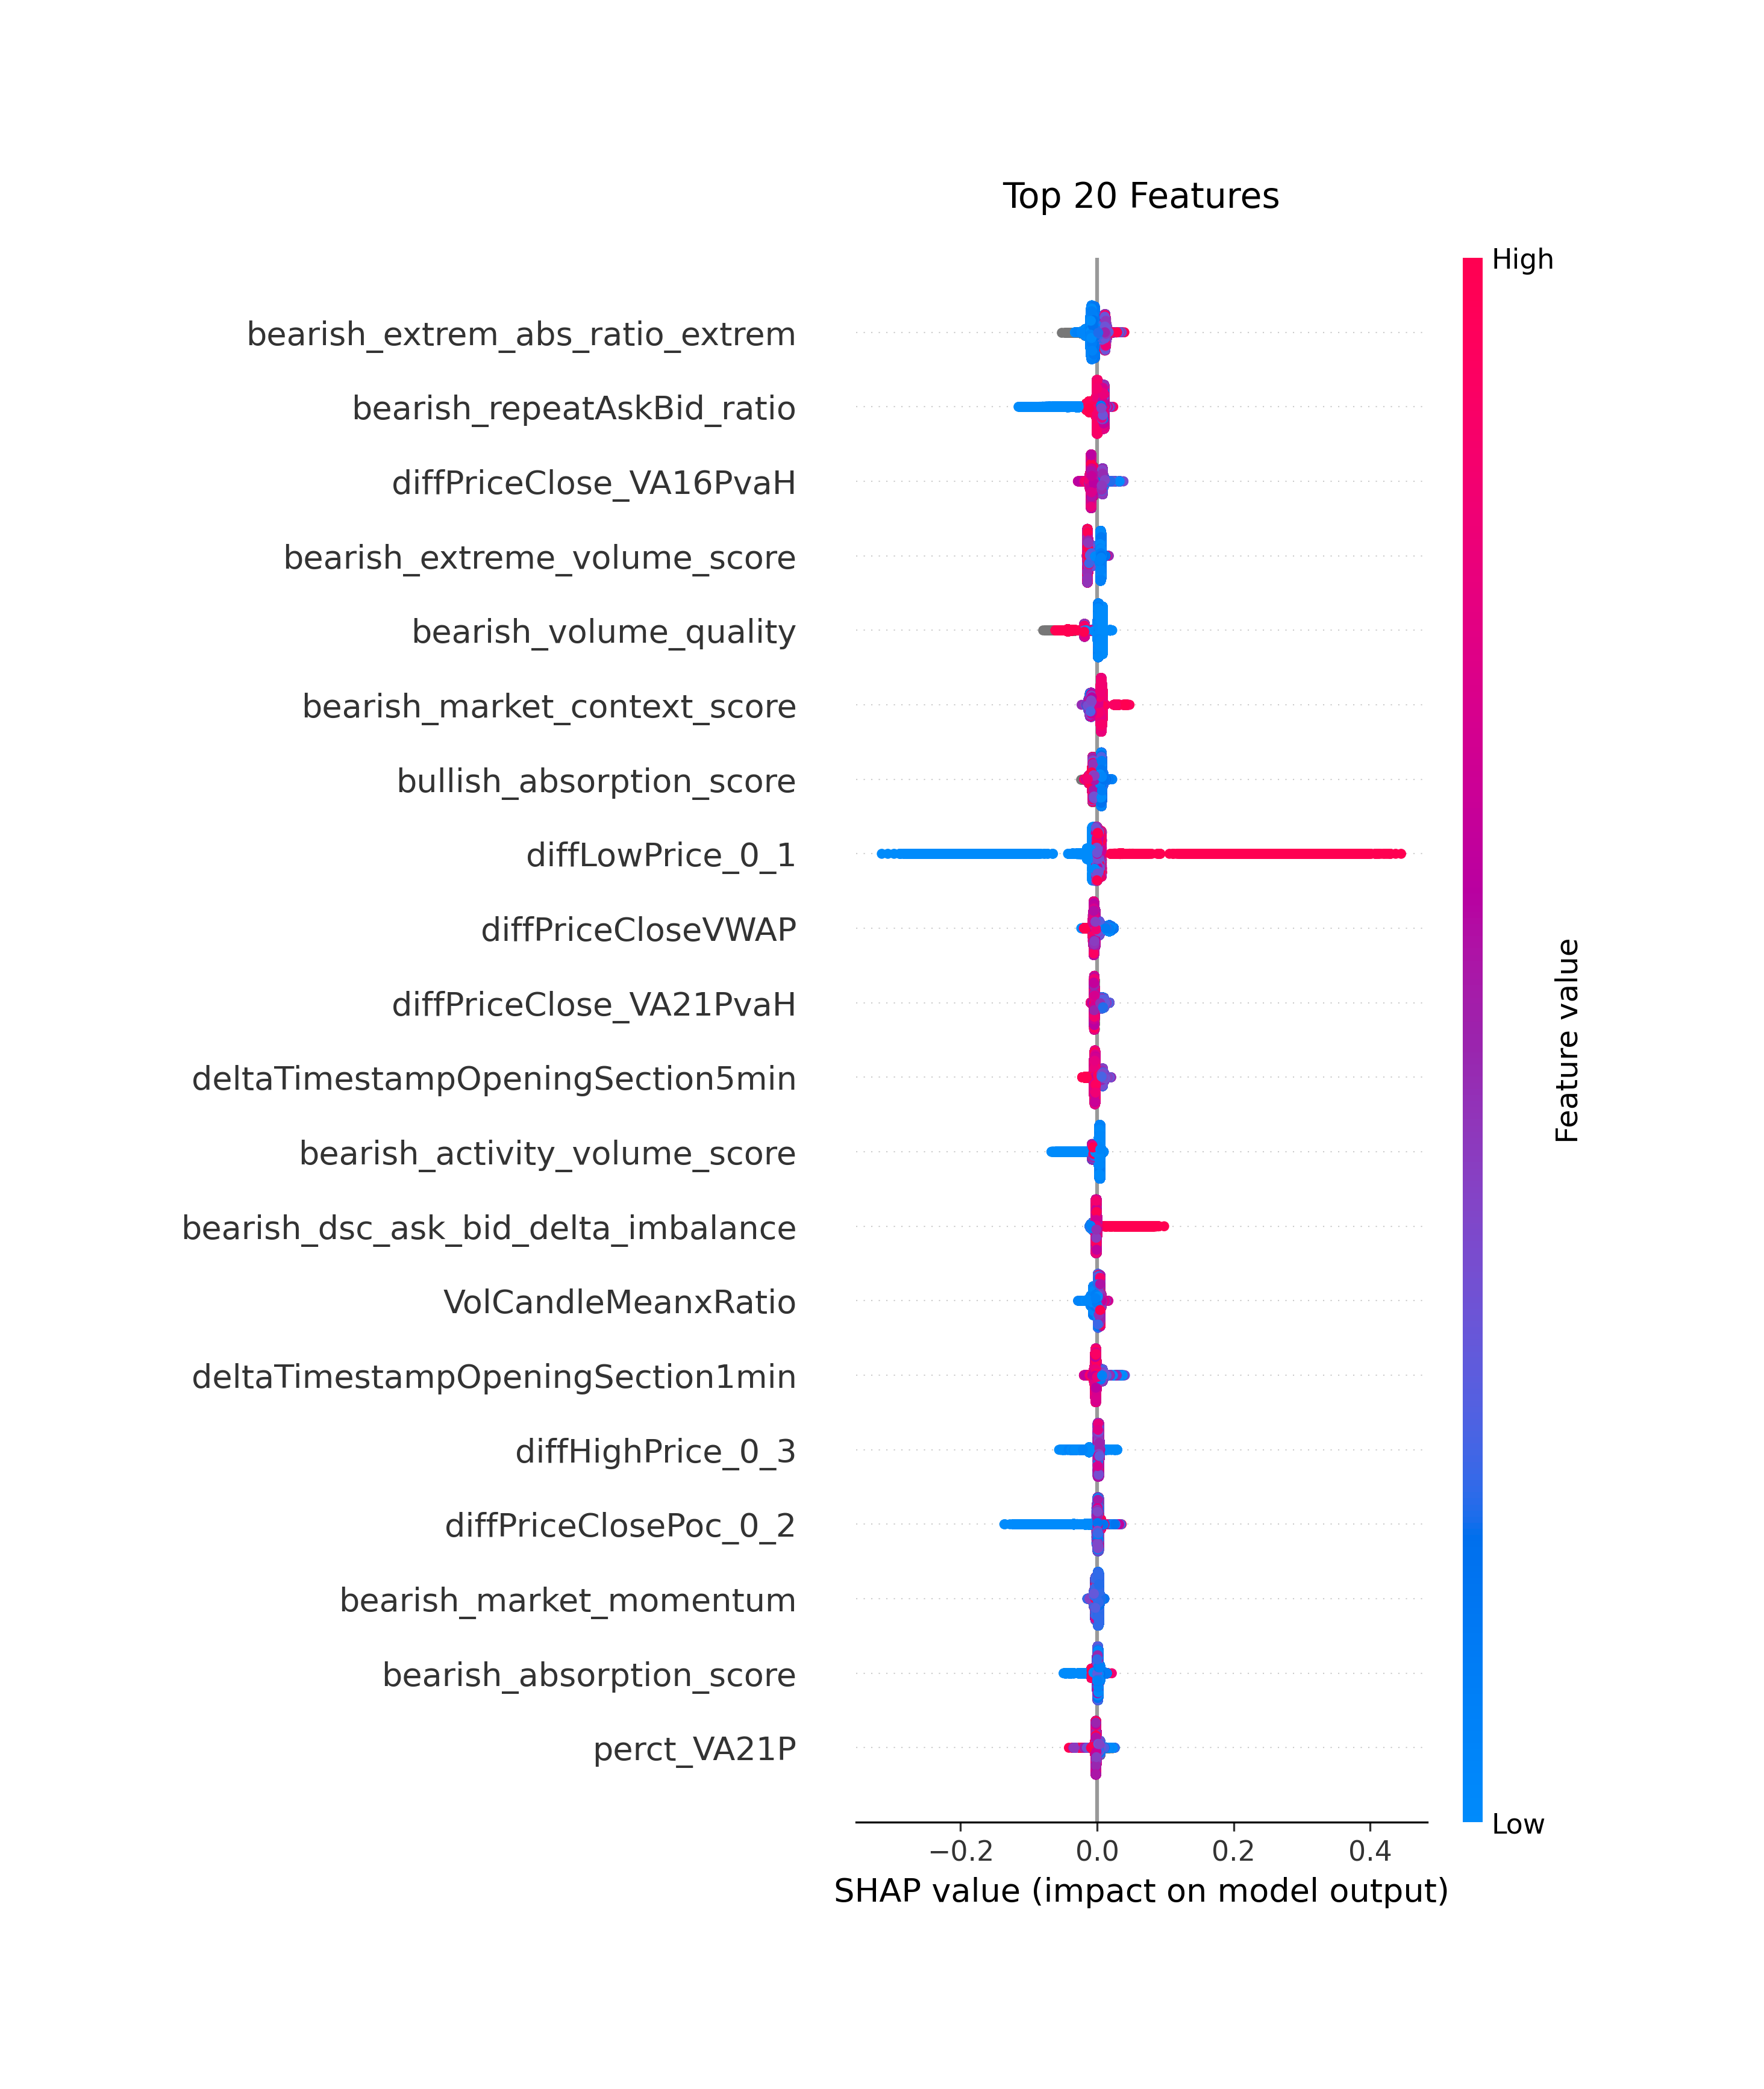 Top 20 Features
High
bearish_extrem_abs_ratio_extrem
bearish_repeatAskBid_ratio
diffPriceClose_VA16PvaH
bearish_extreme_volume_score
bearish_volume_quality
bearish_market_context_score
bullish_absorption_score
diffLowPrice_0_1
diffPriceCloseVWAP
diffPriceClose_VA21PvaH
deltaTimestampOpeningSection5min
bearish_activity_volume_score
bearish_dsc_ask_bid_delta_imbalance
VolCandleMeanxRatio
deltaTimestampOpeningSection1min
diffHighPrice_0_3
diffPriceClosePoc_0_2
bearish_market_momentum
bearish_absorption_score
perct_VA21P
Feature value
Low
−0.2 0.0 0.2 0.4
SHAP value (impact on model output)